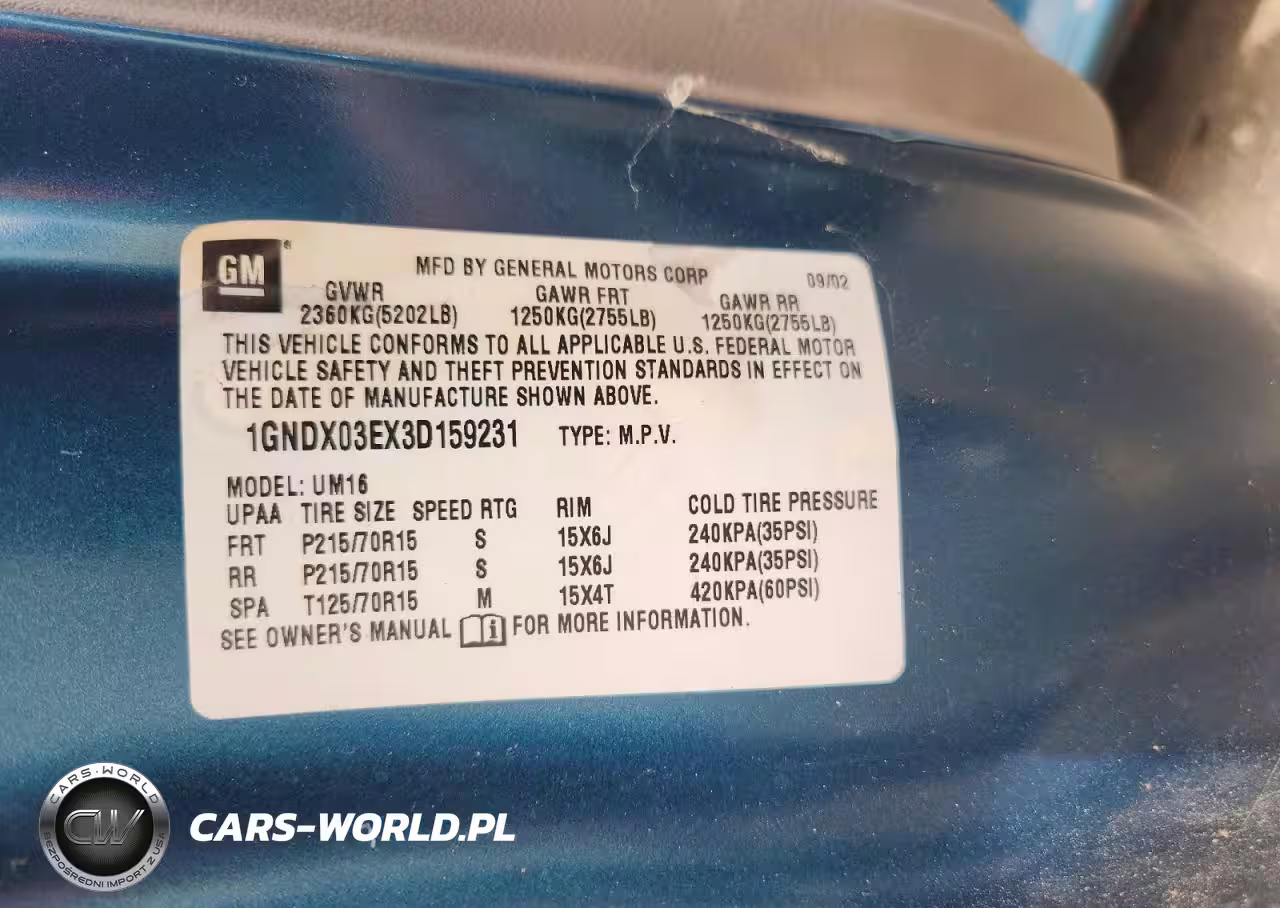 GM
MFD BY GENERAL MOTORS CORP 09/02
GVWR GAWR FRT GAWR RR
2360KG(5202LB) 1250KG(2755LB) 1250KG(2755LB)
THIS VEHICLE CONFORMS TO ALL APPLICABLE U.S. FEDERAL MOTOR
VEHICLE SAFETY AND THEFT PREVENTION STANDARDS IN EFFECT ON
THE DATE OF MANUFACTURE SHOWN ABOVE.
1GNDX03EX3D159231 TYPE: M.P.V.
MODEL: UM16
UPAA TIRE SIZE SPEED RTG RIM COLD TIRE PRESSURE
FRT P215/70R15 S 15X6J 240KPA(35PSI)
RR P215/70R15 S 15X6J 240KPA(35PSI)
SPA T125/70R15 M 15X4T 420KPA(60PSI)
SEE OWNER'S MANUAL i FOR MORE INFORMATION.
CARS-WORLD
CW
BEZPOŚREDNI IMPORT Z USA
CARS-WORLD.PL